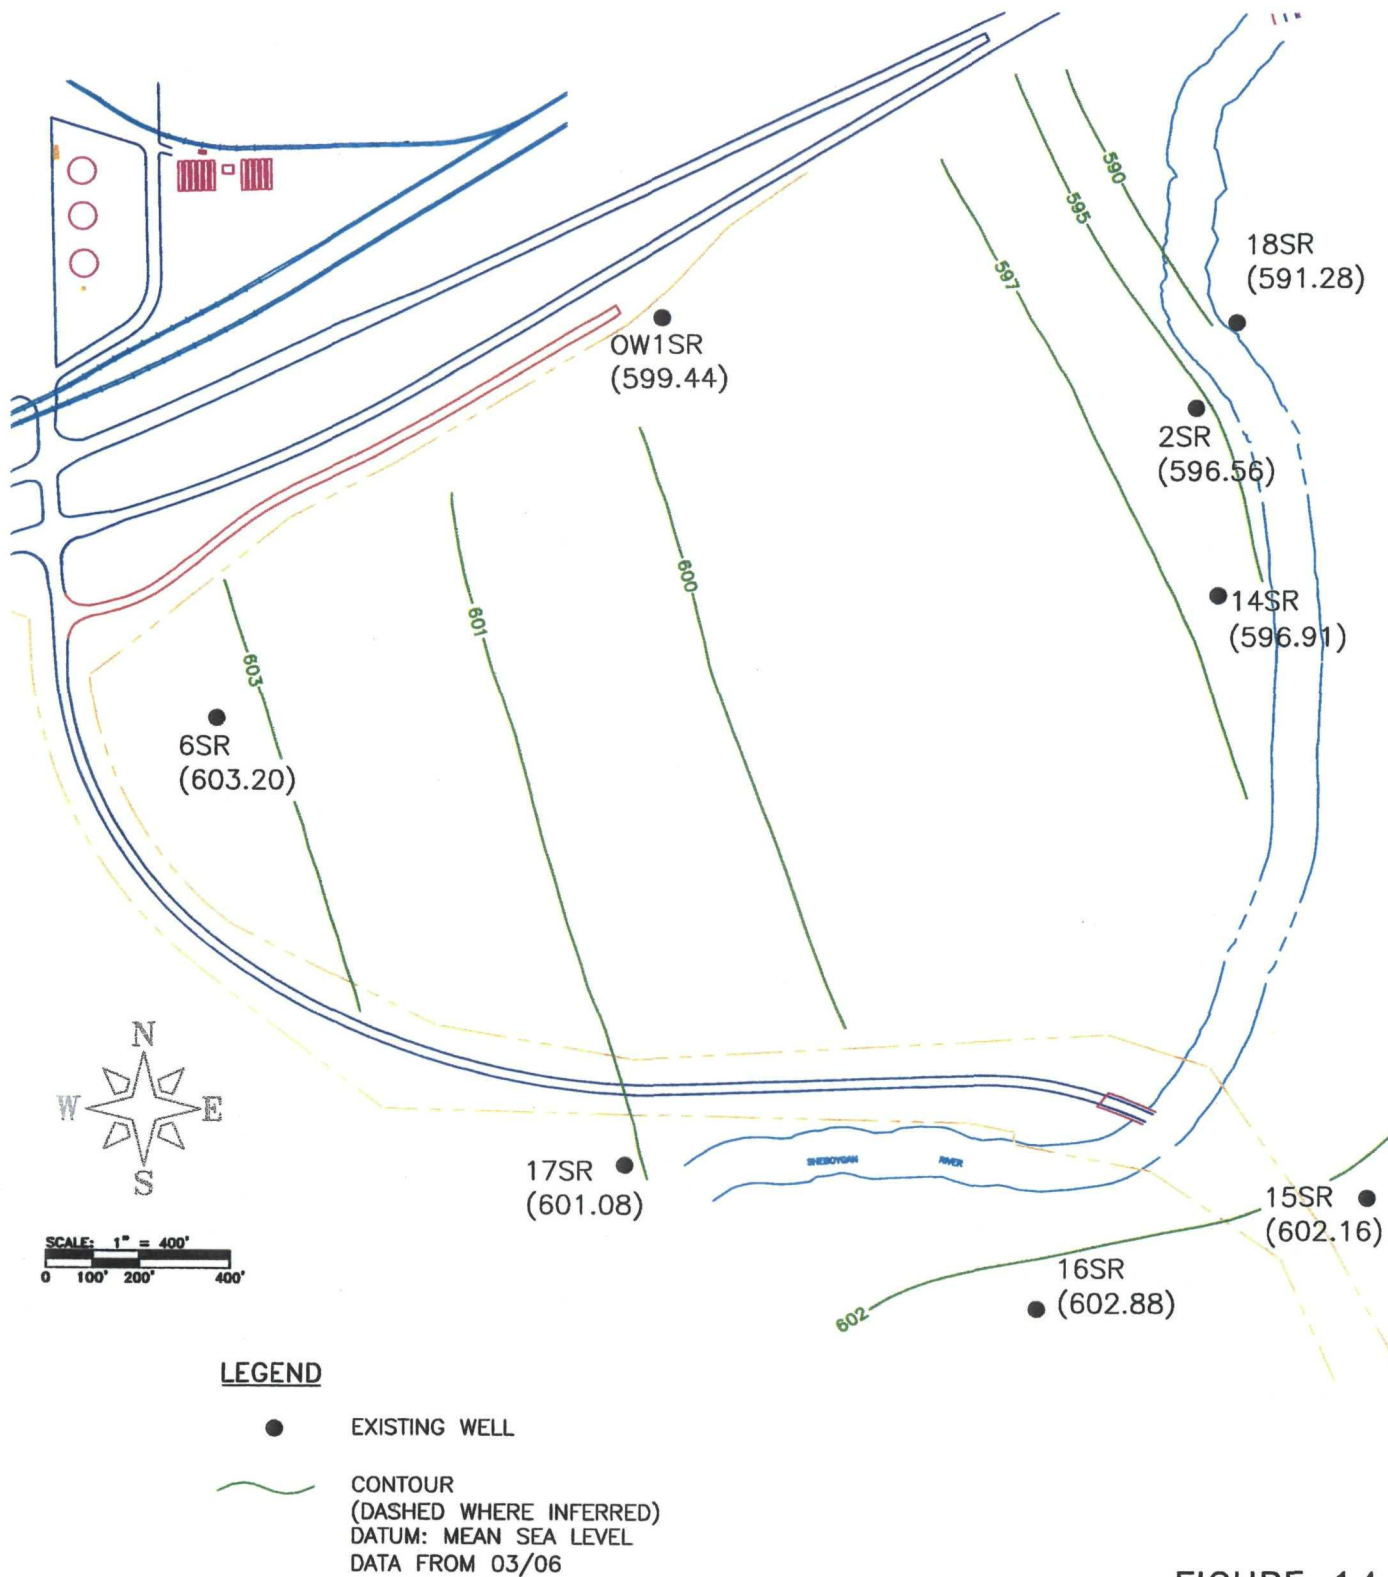 590
595
597
18SR
(591.28)
OW1SR
(599.44)
2SR
(596.56)
600
601
14SR
(596.91)
603
6SR
(603.20)
N
W E
S
SHEBOYGAN RIVER
17SR
(601.08)
15SR
(602.16)
SCALE: 1" = 400'
0 100' 200' 400'
16SR
(602.88)
602
LEGEND
EXISTING WELL
CONTOUR
(DASHED WHERE INFERRED)
DATUM: MEAN SEA LEVEL
DATA FROM 03/06
FIGURE 14